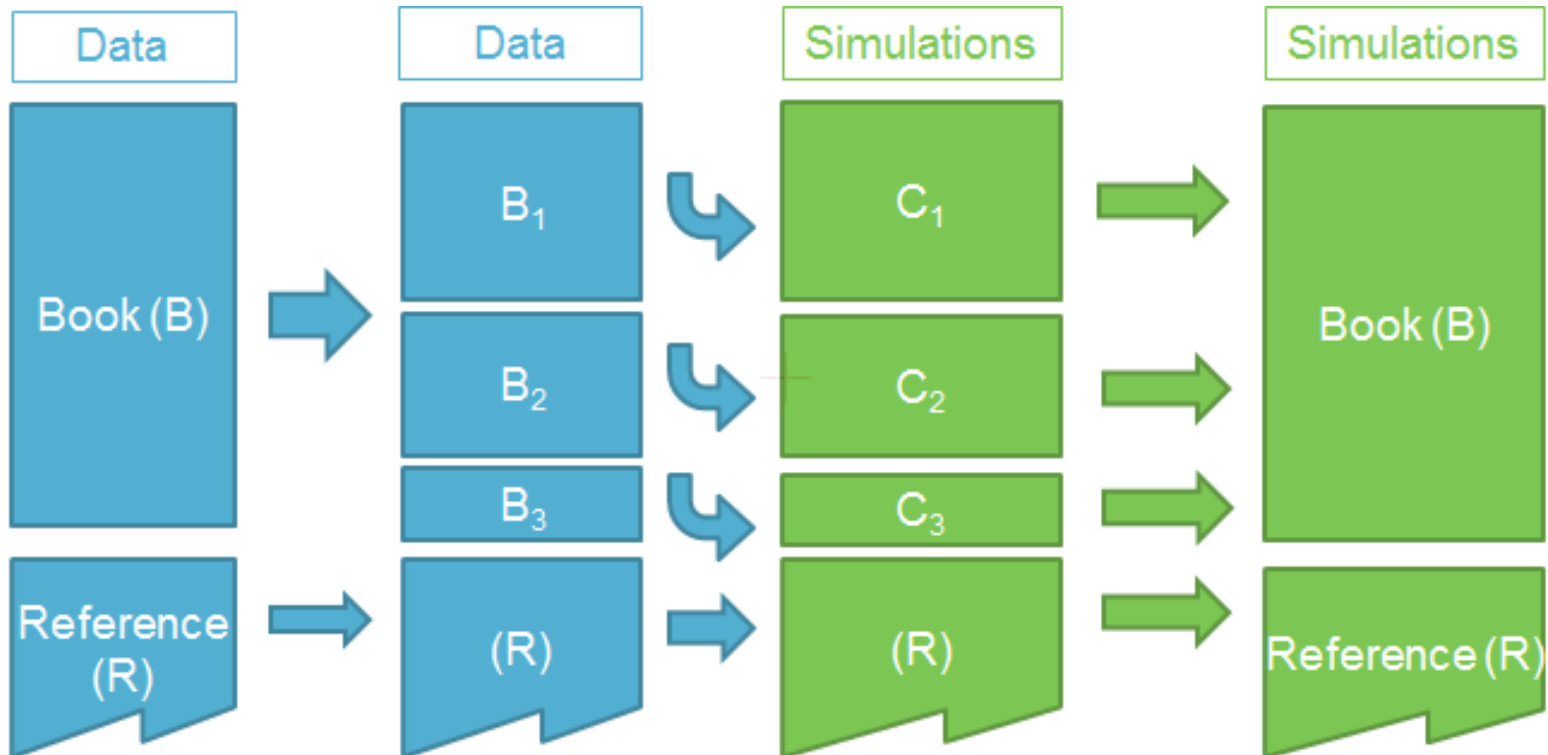 Data
Data
Simulations
Simulations
Book (B)
B₁
C₁
Book (B)
B₂
C₂
B₃
C₃
Reference
(R)
(R)
(R)
Reference (R)